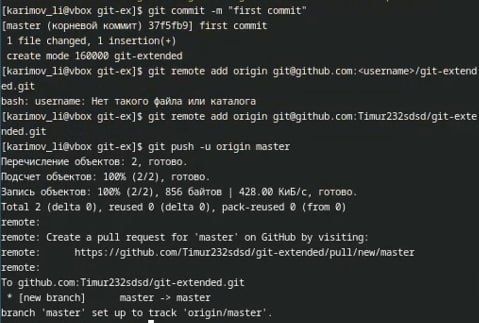 [karimov_li@vbox git-ex]$ git commit -m "first commit"
[master (корневой коммит) 37f5fb9] first commit
 1 file changed, 1 insertion(+)
 create mode 160000 git-extended
[karimov_li@vbox git-ex]$ git remote add origin git@github.com:<username>/git-extend
ed.git
bash: username: Нет такого файла или каталога
[karimov_li@vbox git-ex]$ git remote add origin git@github.com:Timur232sdsd/git-exte
nded.git
[karimov_li@vbox git-ex]$ git push -u origin master
Перечисление объектов: 2, готово.
Подсчет объектов: 100% (2/2), готово.
Запись объектов: 100% (2/2), 856 байтов | 428.00 КиБ/с, готово.
Total 2 (delta 0), reused 0 (delta 0), pack-reused 0 (from 0)
remote:
remote: Create a pull request for 'master' on GitHub by visiting:
remote:      https://github.com/Timur232sdsd/git-extended/pull/new/master
remote:
To github.com:Timur232sdsd/git-extended.git
 * [new branch]      master -> master
branch 'master' set up to track 'origin/master'.